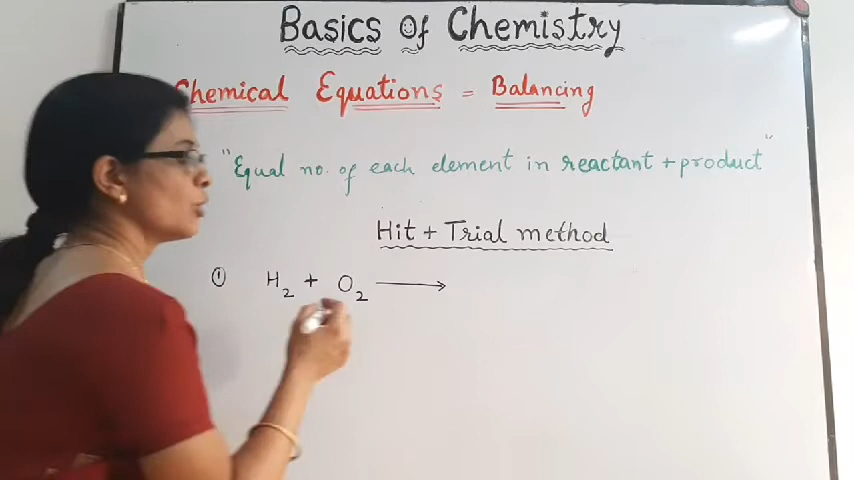 Basics Of Chemistry
Chemical Equations = Balancing
"Equal no. of each element in reactant + product"
Hit + Trial method
① H₂ + O₂ ⟶